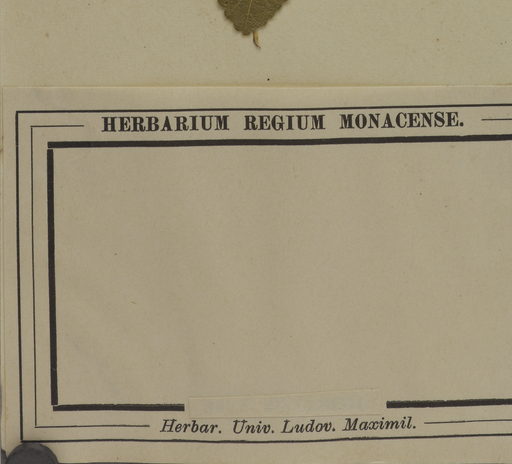 HERBARIUM REGIUM MONACENSE.
Herbar. Univ. Ludov. Maximil.